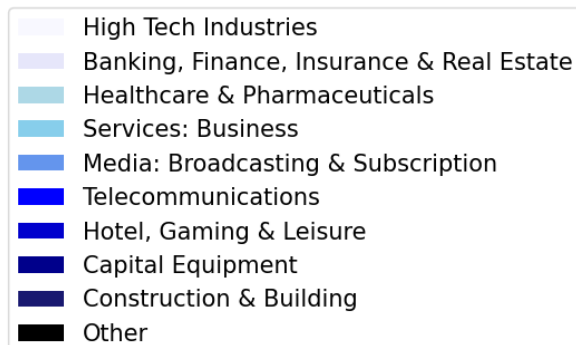 High Tech Industries
Banking, Finance, Insurance & Real Estate
Healthcare & Pharmaceuticals
Services: Business
Media: Broadcasting & Subscription
Telecommunications
Hotel, Gaming & Leisure
Capital Equipment
Construction & Building
Other